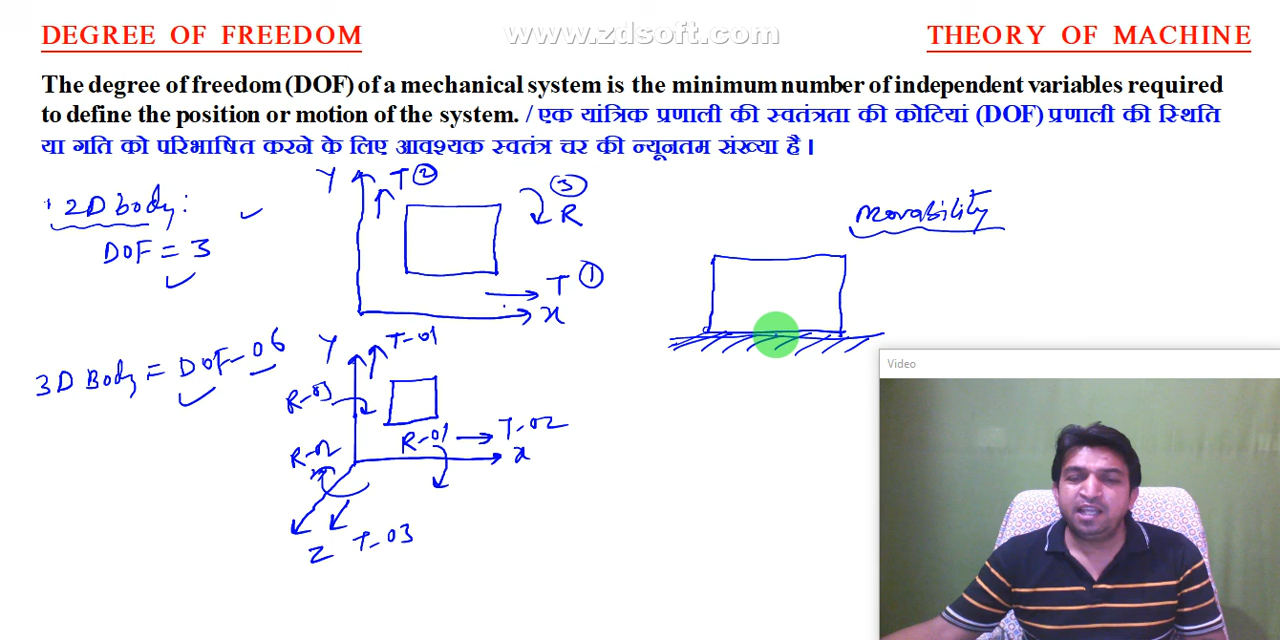 DEGREE OF FREEDOM
www.zdsoft.com
THEORY OF MACHINE
The degree of freedom (DOF) of a mechanical system is the minimum number of independent variables required
to define the position or motion of the system. / एक यांत्रिक प्रणाली की स्वतंत्रता की कोटियां (DOF) प्रणाली की स्थिति
या गति को परिभाषित करने के लिए आवश्यक स्वतंत्र चर की न्यूनतम संख्या है।
2D body:
DOF = 3
Y
T 2
3
R
T 1
x
movability
3D Body = DOF - 06
Y
T-01
R-03
R-01
T-02
x
R-02
Z
T-03
Video